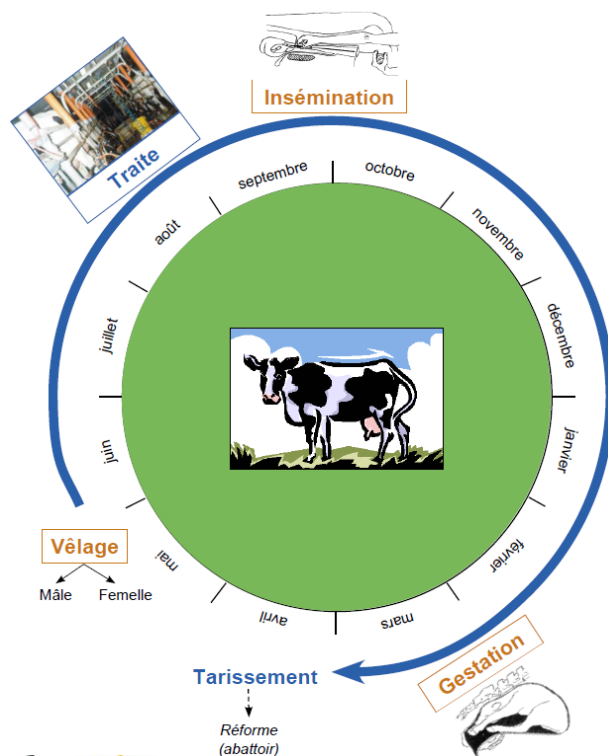 Insémination
Traite
septembre
octobre
août
novembre
juillet
décembre
juin
janvier
mai
février
avril
mars
Vêlage
Mâle
Femelle
Tarissement
Gestation
Réforme
(abattoir)